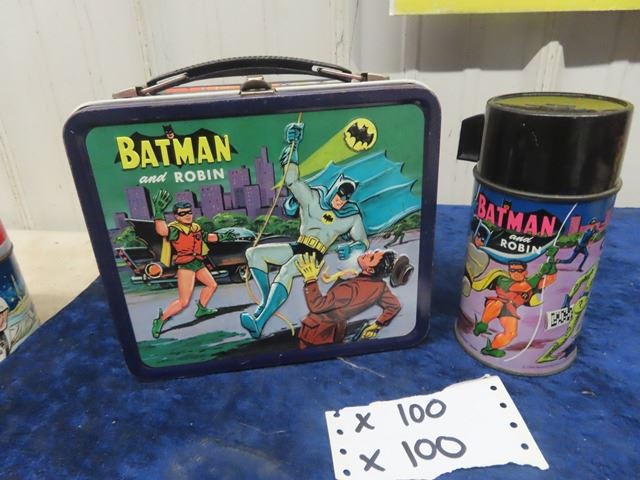 BATMAN
and ROBIN
BATMAN
and
ROBIN
x 100
x 100